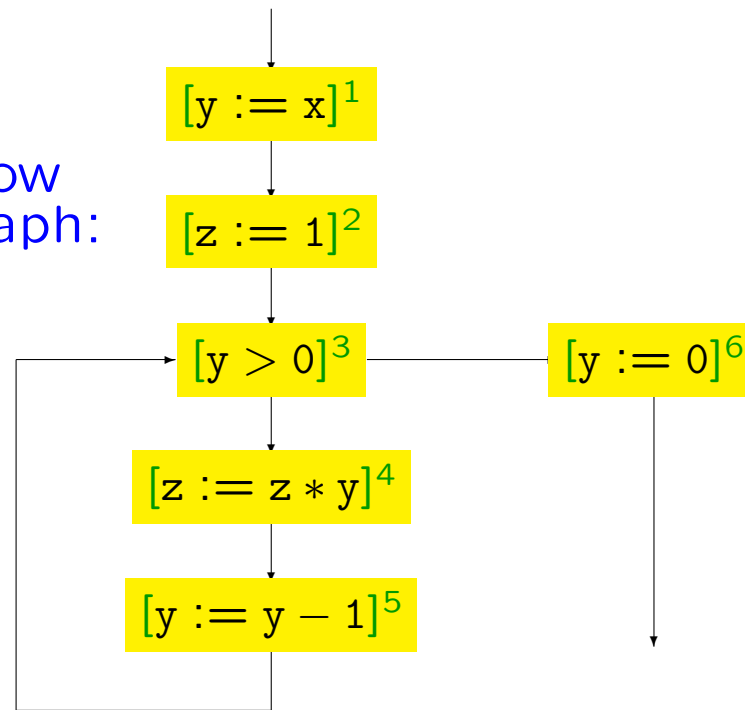 [y := x]¹
ow
aph:
[z := 1]²
[y > 0]³
[y := 0]⁶
[z := z ∗ y]⁴
[y := y − 1]⁵